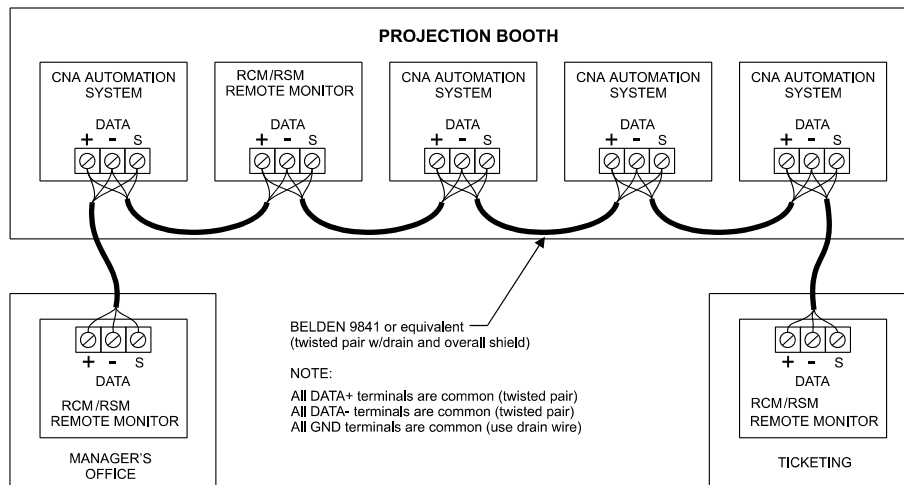 PROJECTION BOOTH
CNA AUTOMATION
SYSTEM
DATA
+ - S
RCM/RSM
REMOTE MONITOR
DATA
+ - S
CNA AUTOMATION
SYSTEM
DATA
+ - S
CNA AUTOMATION
SYSTEM
DATA
+ - S
CNA AUTOMATION
SYSTEM
DATA
+ - S
+ - S
DATA
RCM/RSM
REMOTE MONITOR
MANAGER'S
OFFICE
BELDEN 9841 or equivalent
(twisted pair w/drain and overall shield)
NOTE:
All DATA+ terminals are common (twisted pair)
All DATA- terminals are common (twisted pair)
All GND terminals are common (use drain wire)
+ - S
DATA
RCM/RSM
REMOTE MONITOR
TICKETING